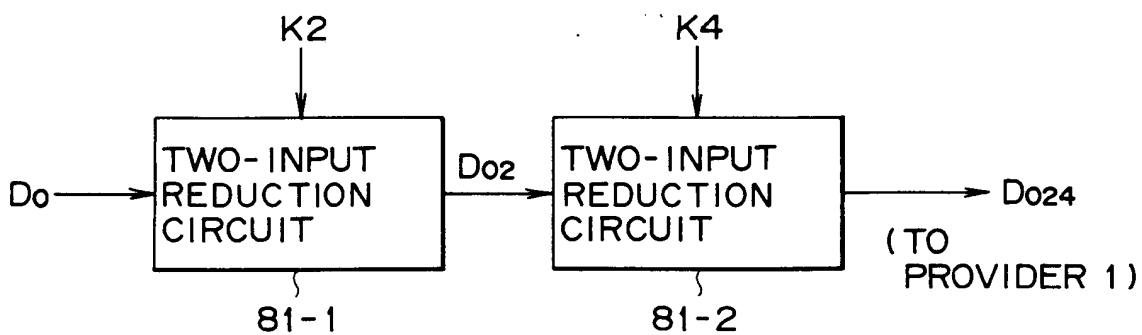 K2
K4
TWO-INPUT
REDUCTION
CIRCUIT
TWO-INPUT
REDUCTION
CIRCUIT
Do
Do2
Do24
(TO
PROVIDER 1)
81-1
81-2